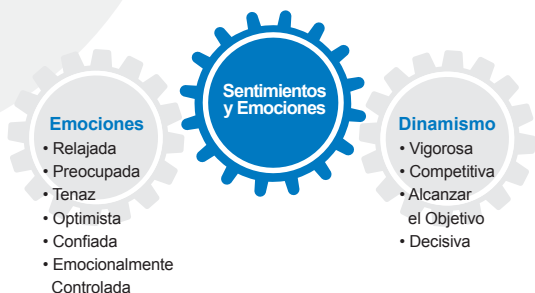 Sentimientos
y Emociones
Emociones
• Relajada
• Preocupada
• Tenaz
• Optimista
• Confiada
• Emocionalmente
Controlada
Dinamismo
• Vigorosa
• Competitiva
• Alcanzar
el Objetivo
• Decisiva